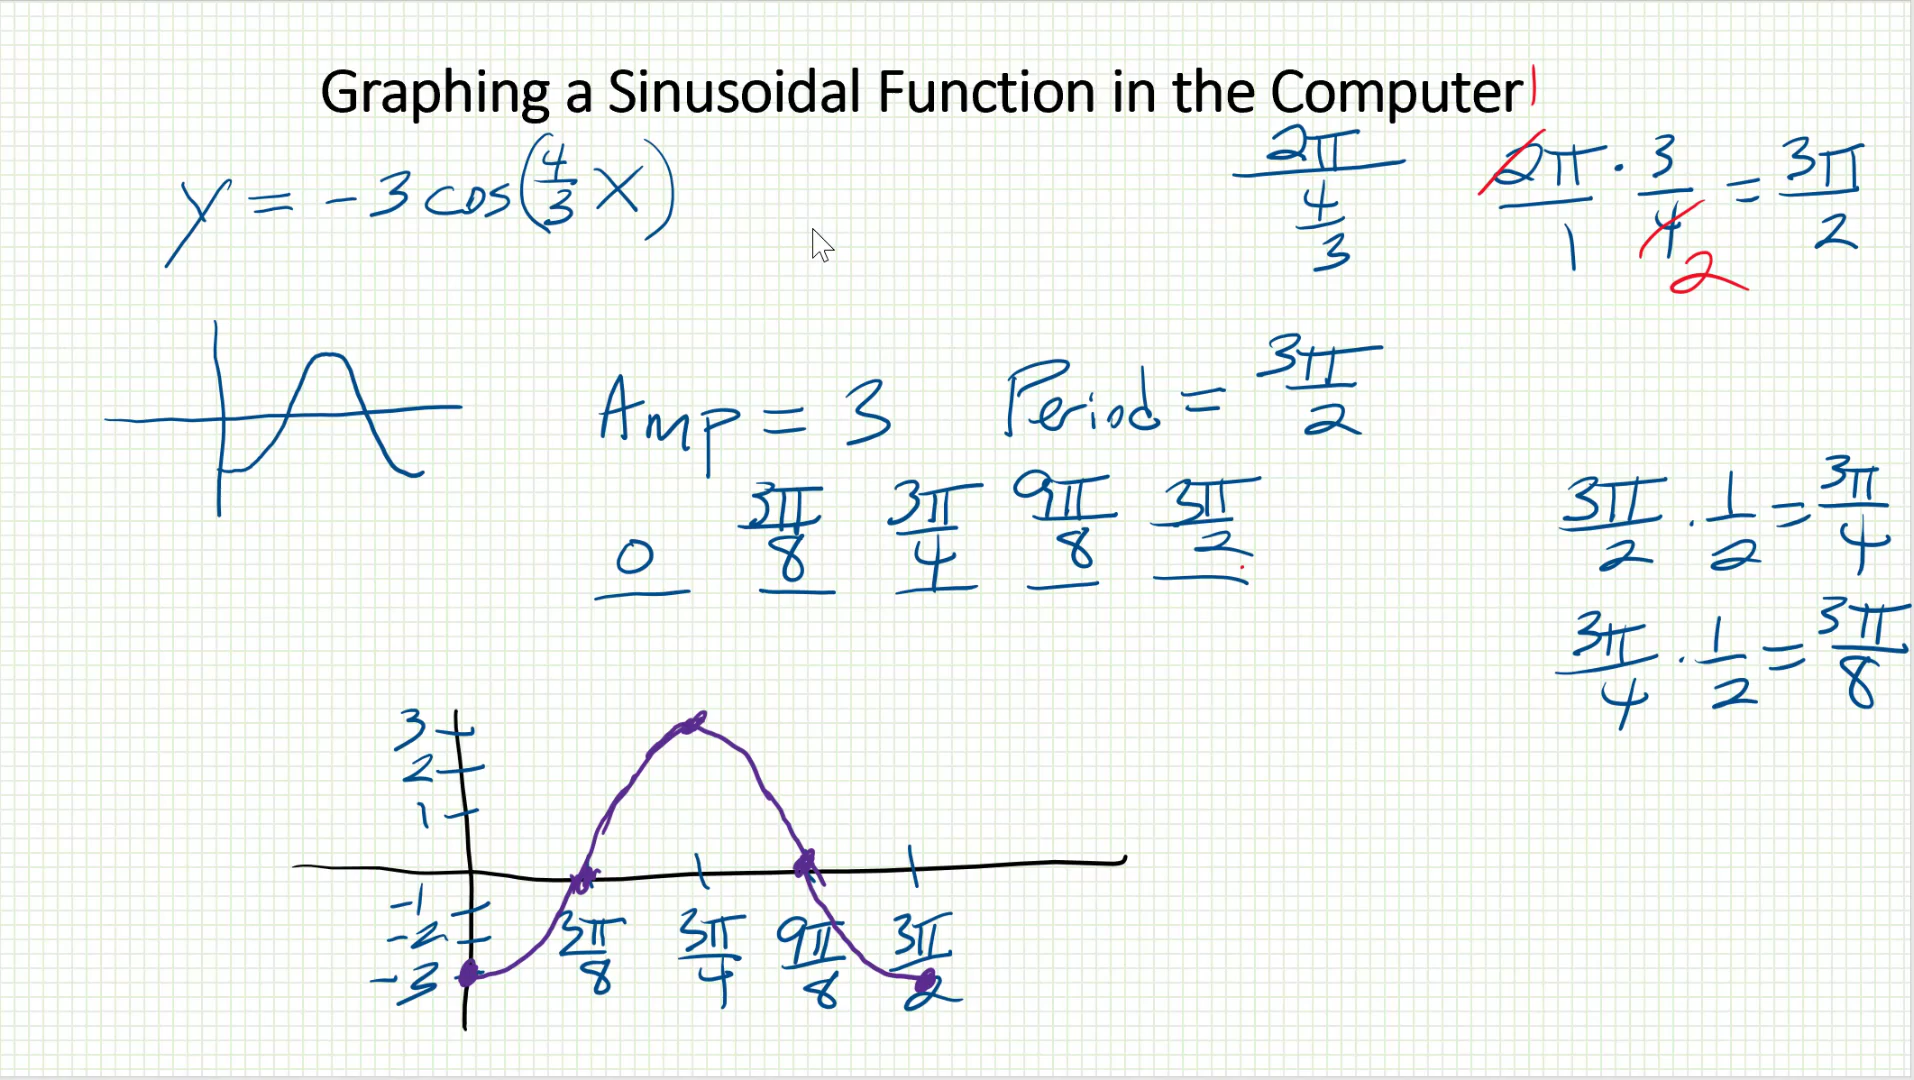 Graphing a Sinusoidal Function in the Computer
y = -3 cos(4/3 x)
2π / (4/3)
2π/1 · 3/4 = 3π/2
2
Amp = 3 Period = 3π/2
0 3π/8 3π/4 9π/8 3π/2
3π/2 · 1/2 = 3π/4
3π/4 · 1/2 = 3π/8
3
2
1
-1
-2
-3
3π/8 3π/4 9π/8 3π/2